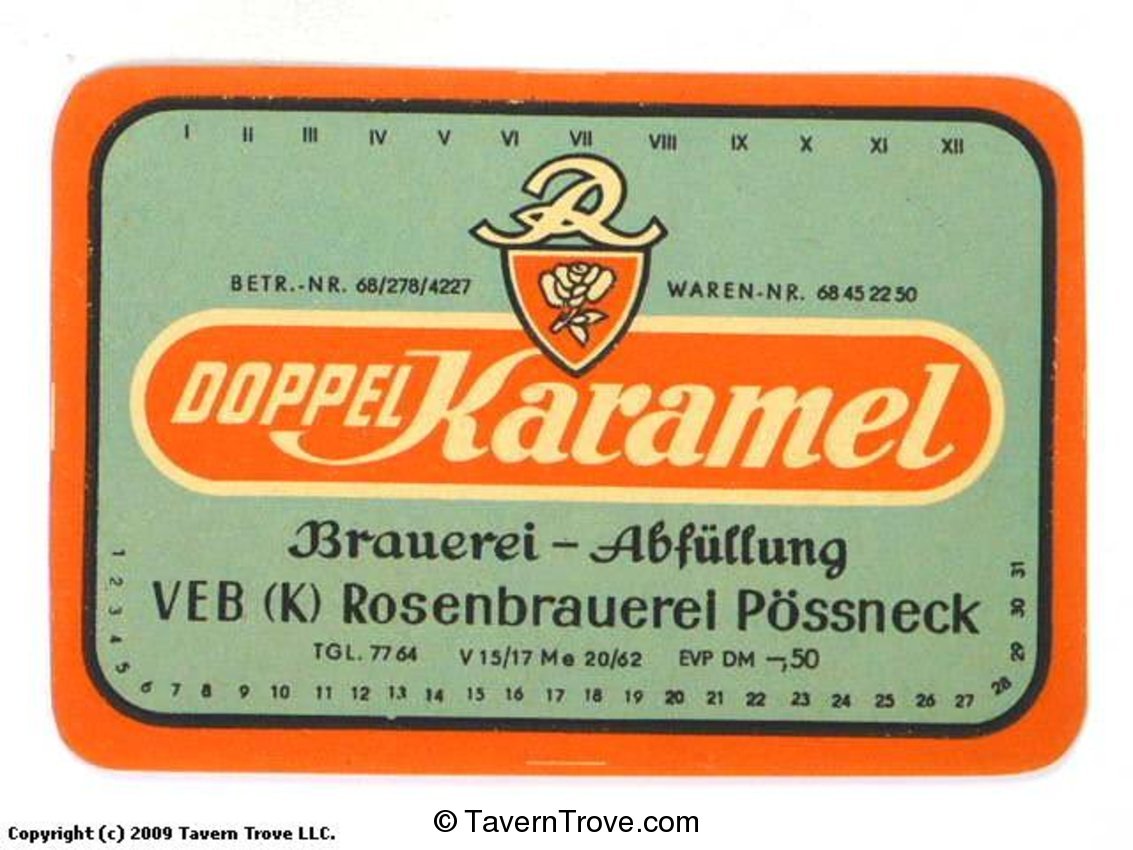 I II III IV V VI VII VIII IX X XI XII
R
BETR.-NR. 68/278/4227 WAREN-NR. 68 45 22 50
DOPPEL Karamel
Brauerei - Abfüllung
VEB (K) Rosenbrauerei Pössneck
TGL. 7764 V 15/17 Me 20/62 EVP DM -,50
1 2 3 4 5 6 7 8 9 10 11 12 13 14 15 16 17 18 19 20 21 22 23 24 25 26 27 28 29 30 31
© TavernTrove.com
Copyright (c) 2009 Tavern Trove LLC.